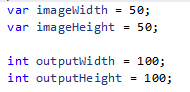 var imageWidth = 50;
var imageHeight = 50;
int outputWidth = 100;
int outputHeight = 100;